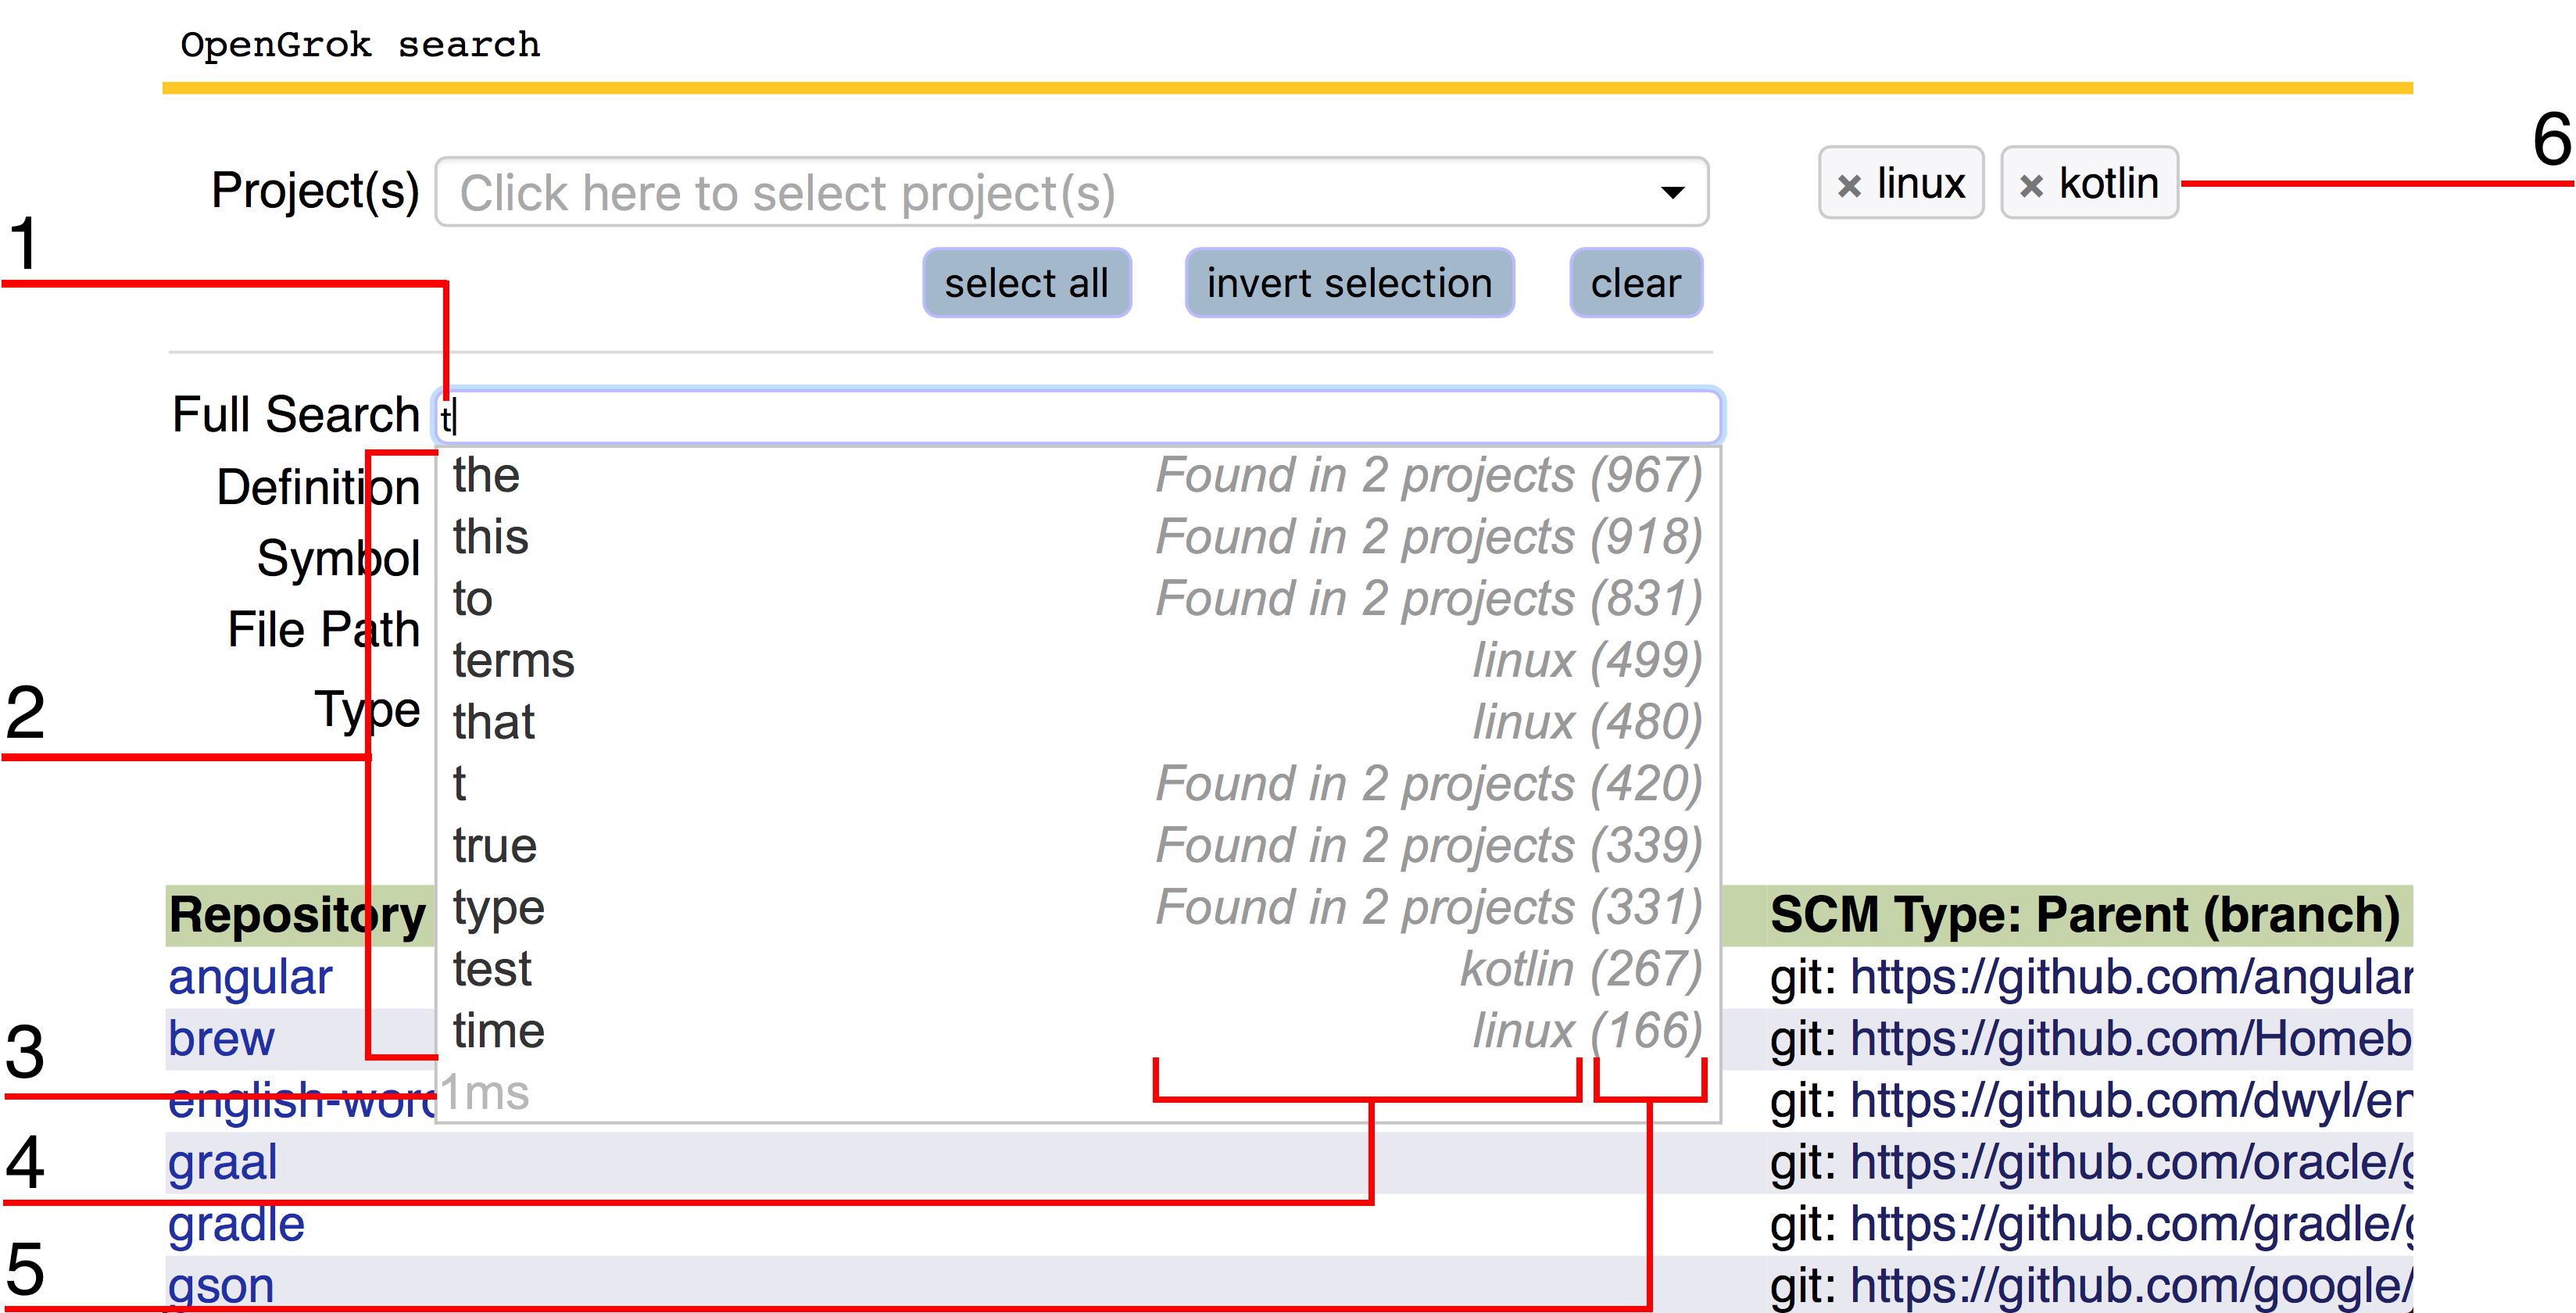 OpenGrok search
6
Project(s) Click here to select project(s) × linux × kotlin
1
select all invert selection clear
Full Search t
the Found in 2 projects (967)
Definition
this Found in 2 projects (918)
Symbol
to Found in 2 projects (831)
File Path
terms linux (499)
2
Type that linux (480)
t Found in 2 projects (420)
true Found in 2 projects (339)
Repository type Found in 2 projects (331) SCM Type: Parent (branch)
angular test kotlin (267) git: https://github.com/angular
3
brew time linux (166) git: https://github.com/Homeb
english-word 1ms git: https://github.com/dwyl/en
4
graal git: https://github.com/oracle/g
gradle git: https://github.com/gradle/g
5
gson git: https://github.com/google/